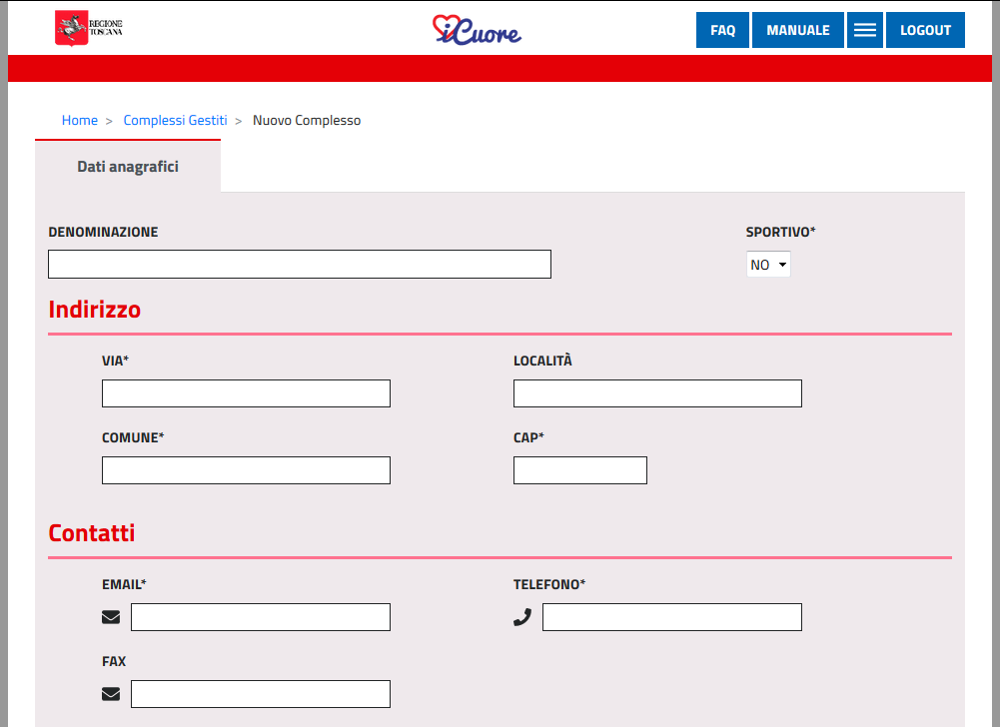 REGIONE
TOSCANA
iCuore
FAQ
MANUALE
LOGOUT
Home > Complessi Gestiti > Nuovo Complesso
Dati anagrafici
DENOMINAZIONE
SPORTIVO*
NO
Indirizzo
VIA*
LOCALITÀ
COMUNE*
CAP*
Contatti
EMAIL*
TELEFONO*
FAX